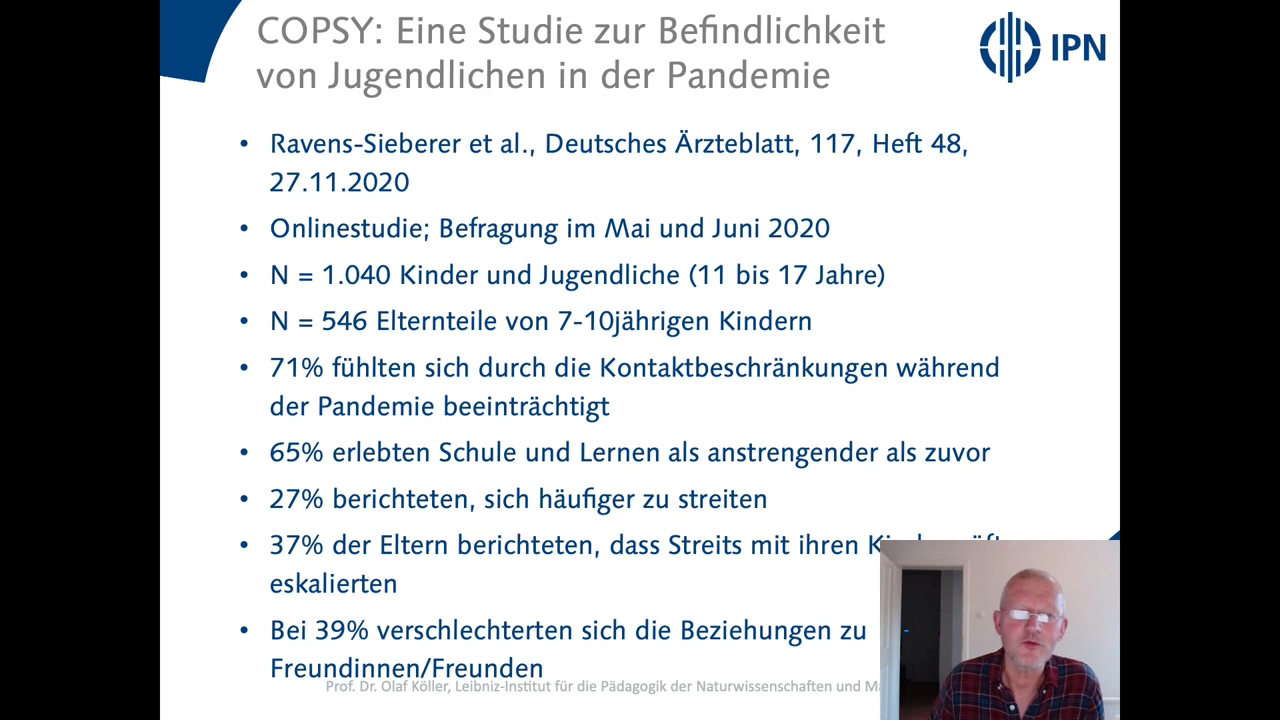 COPSY: Eine Studie zur Befindlichkeit
von Jugendlichen in der Pandemie
IPN
• Ravens-Sieberer et al., Deutsches Ärzteblatt, 117, Heft 48,
27.11.2020
• Onlinestudie; Befragung im Mai und Juni 2020
• N = 1.040 Kinder und Jugendliche (11 bis 17 Jahre)
• N = 546 Elternteile von 7-10jährigen Kindern
• 71% fühlten sich durch die Kontaktbeschränkungen während
der Pandemie beeinträchtigt
• 65% erlebten Schule und Lernen als anstrengender als zuvor
• 27% berichteten, sich häufiger zu streiten
• 37% der Eltern berichteten, dass Streits mit ihren
eskalierten
• Bei 39% verschlechterten sich die Beziehungen zu
Freundinnen/Freunden
Prof. Dr. Olaf Köller, Leibniz-Institut für die Pädagogik der Naturwissenschaften und